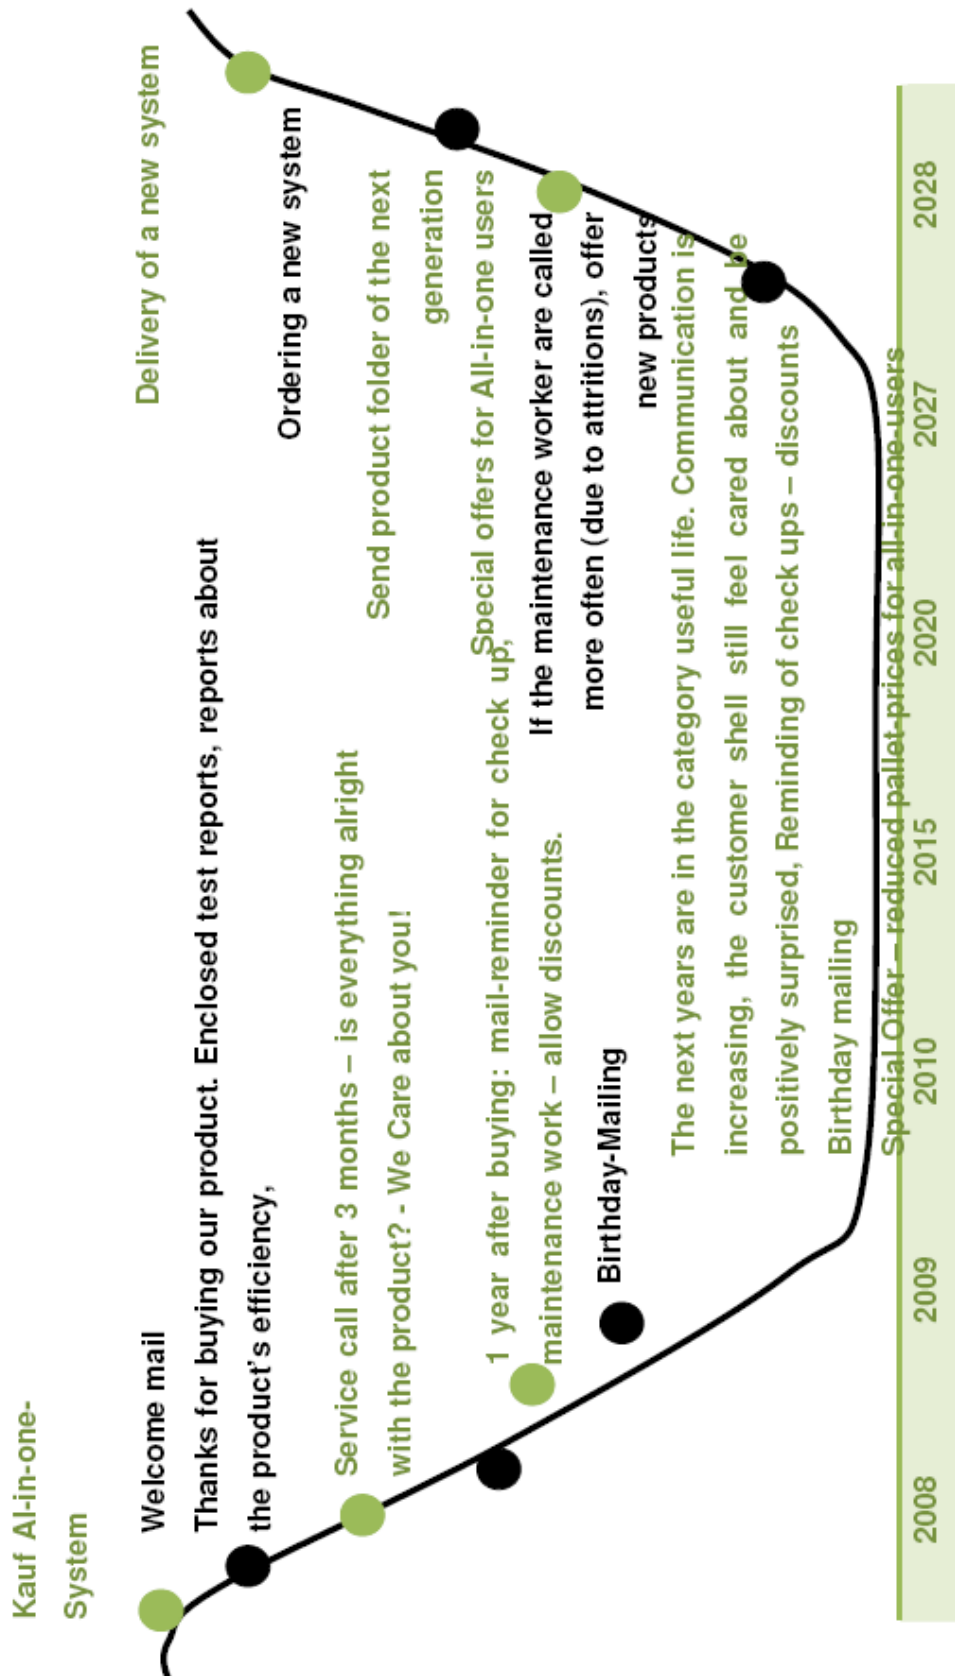 Kauf Al-in-one-
System
Welcome mail
Thanks for buying our product. Enclosed test reports, reports about
the product's efficiency,
Service call after 3 months – is everything alright
with the product? - We Care about you!
1 year after buying: mail-reminder for check up,
maintenance work – allow discounts.
Birthday-Mailing
The next years are in the category useful life. Communication is
increasing, the customer shell still feel cared about and be
positively surprised, Reminding of check ups – discounts
Birthday mailing
Special Offer – reduced pallet-prices for all-in-one-users
If the maintenance worker are called
more often (due to attritions), offer
new products
Send product folder of the next
generation
Special offers for All-in-one users
Ordering a new system
Delivery of a new system
2008 2009 2010 2015 2020 2027 2028